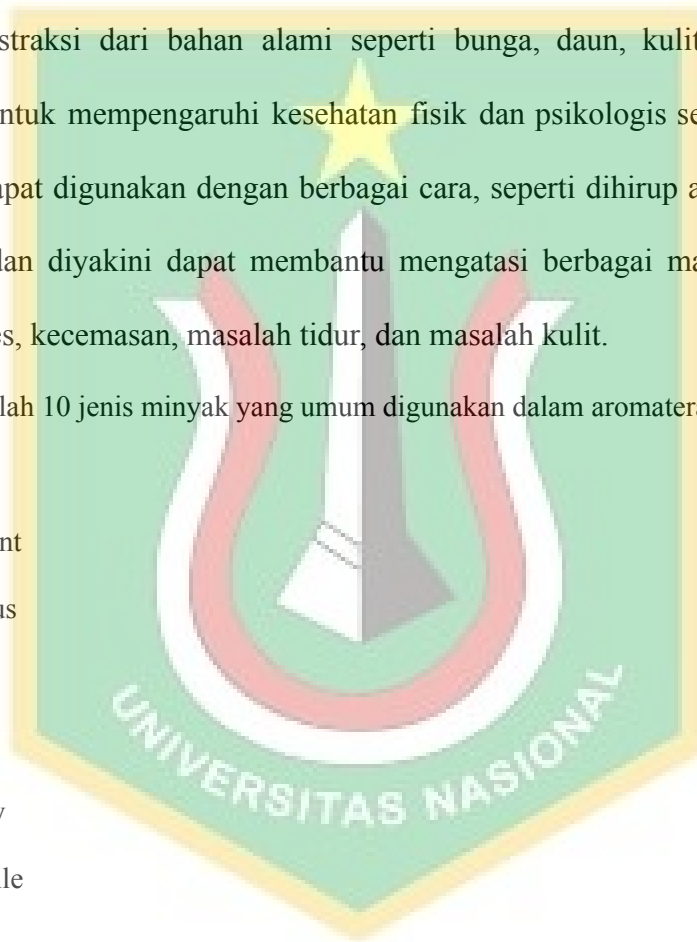 straksi dari bahan alami seperti bunga, daun, kulit
ntuk mempengaruhi kesehatan fisik dan psikologis se
apat digunakan dengan berbagai cara, seperti dihirup a
dan diyakini dapat membantu mengatasi berbagai ma
es, kecemasan, masalah tidur, dan masalah kulit.
lah 10 jenis minyak yang umum digunakan dalam aromatera
nt
us
y
le
UNIVERSITAS NASIONAL